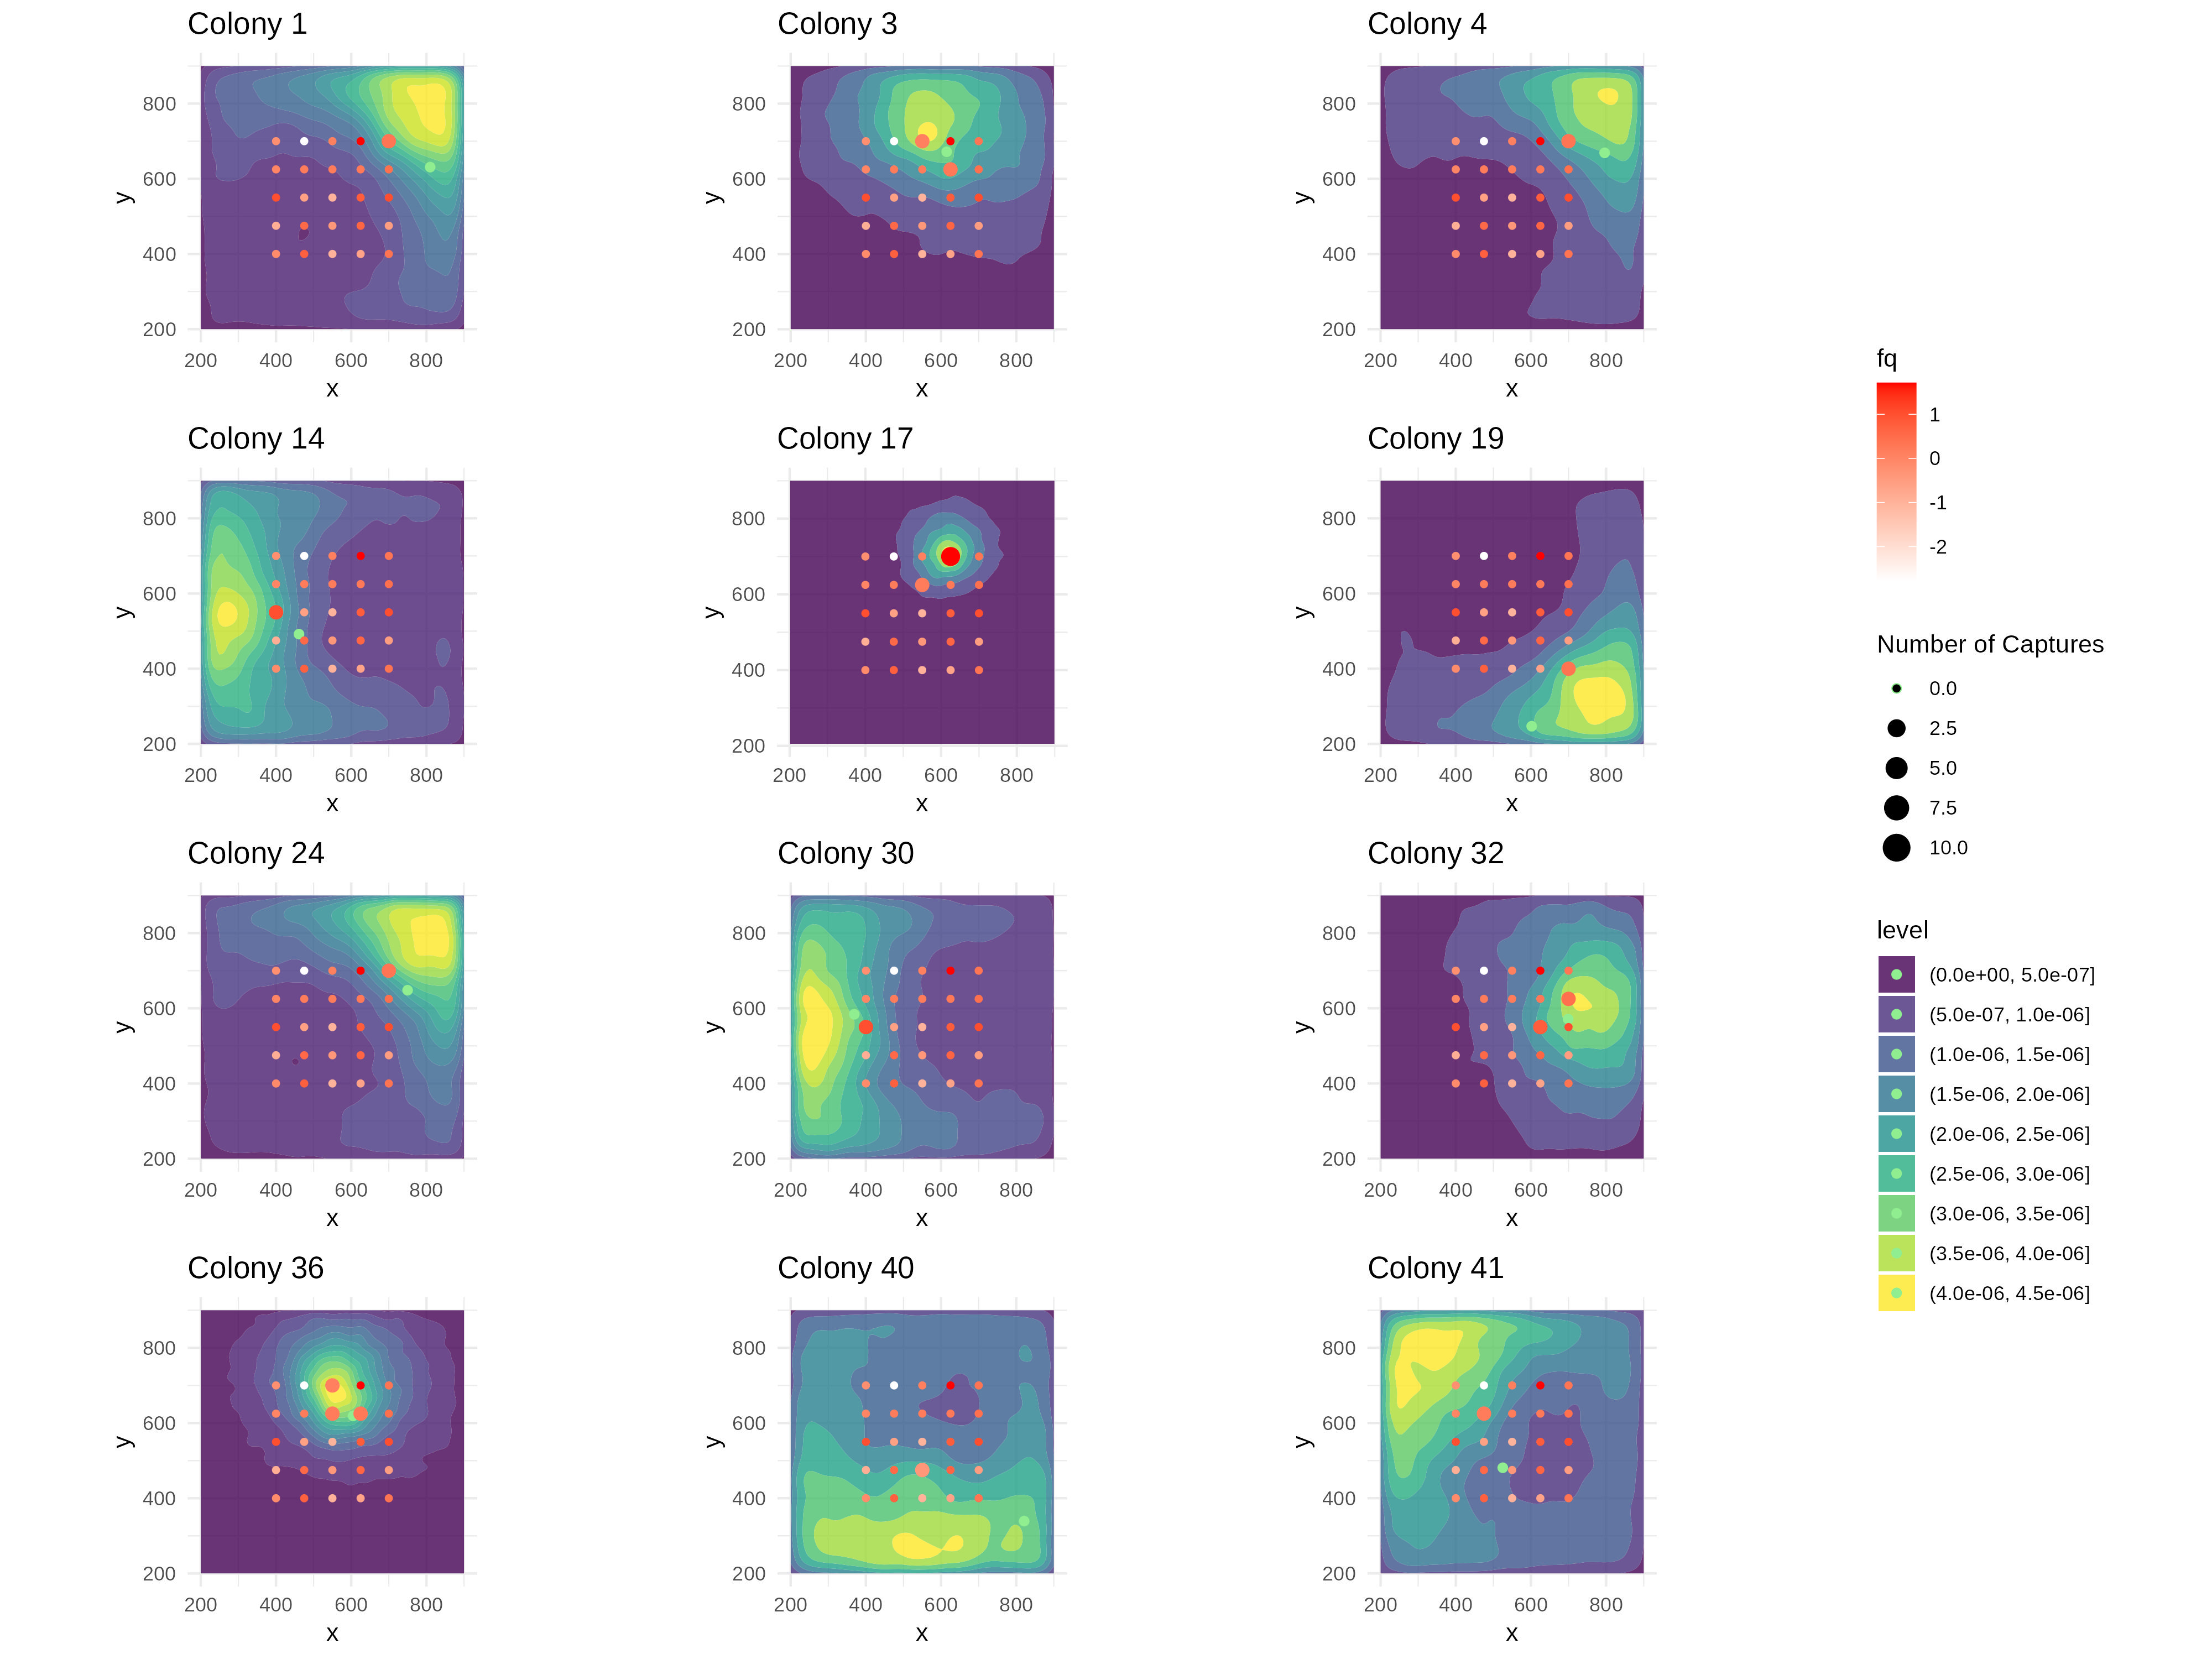 Colony 1
Colony 3
Colony 4
y
800
600
400
200
200 400 600 800
x
y
800
600
400
200
200 400 600 800
x
y
800
600
400
200
200 400 600 800
x
Colony 14
Colony 17
Colony 19
y
800
600
400
200
200 400 600 800
x
y
800
600
400
200
200 400 600 800
x
y
800
600
400
200
200 400 600 800
x
Colony 24
Colony 30
Colony 32
y
800
600
400
200
200 400 600 800
x
y
800
600
400
200
200 400 600 800
x
y
800
600
400
200
200 400 600 800
x
Colony 36
Colony 40
Colony 41
y
800
600
400
200
200 400 600 800
x
y
800
600
400
200
200 400 600 800
x
y
800
600
400
200
200 400 600 800
x
fq
1
0
-1
-2
Number of Captures
0.0
2.5
5.0
7.5
10.0
level
(0.0e+00, 5.0e-07]
(5.0e-07, 1.0e-06]
(1.0e-06, 1.5e-06]
(1.5e-06, 2.0e-06]
(2.0e-06, 2.5e-06]
(2.5e-06, 3.0e-06]
(3.0e-06, 3.5e-06]
(3.5e-06, 4.0e-06]
(4.0e-06, 4.5e-06]